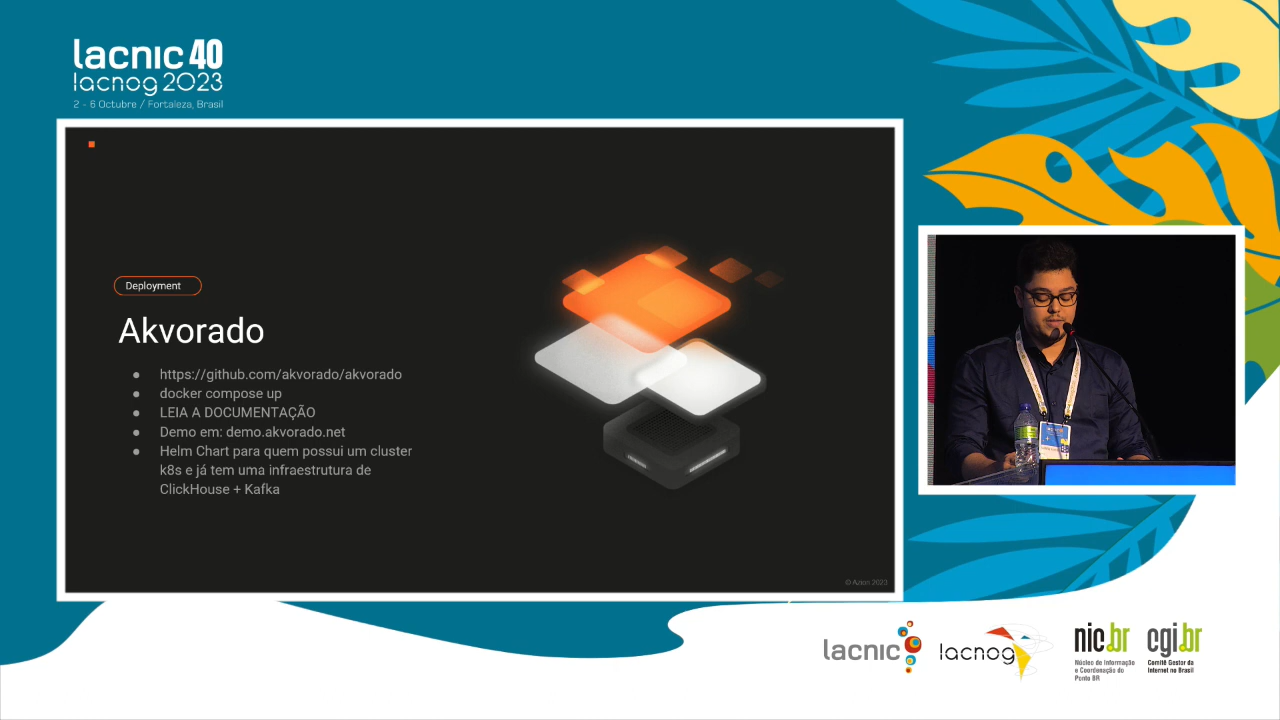 lacnic 40
lacnog 2023
2 - 6 Octubre / Fortaleza, Brasil
Deployment
Akvorado
● https://github.com/akvorado/akvorado
● docker compose up
● LEIA A DOCUMENTAÇÃO
● Demo em: demo.akvorado.net
● Helm Chart para quem possui um cluster
k8s e já tem uma infraestrutura de
ClickHouse + Kafka
© Azion 2023
lacnic
lacnog
nic.br
Núcleo de Informação
e Coordenação do
Ponto BR
cgi.br
Comitê Gestor da
Internet no Brasil